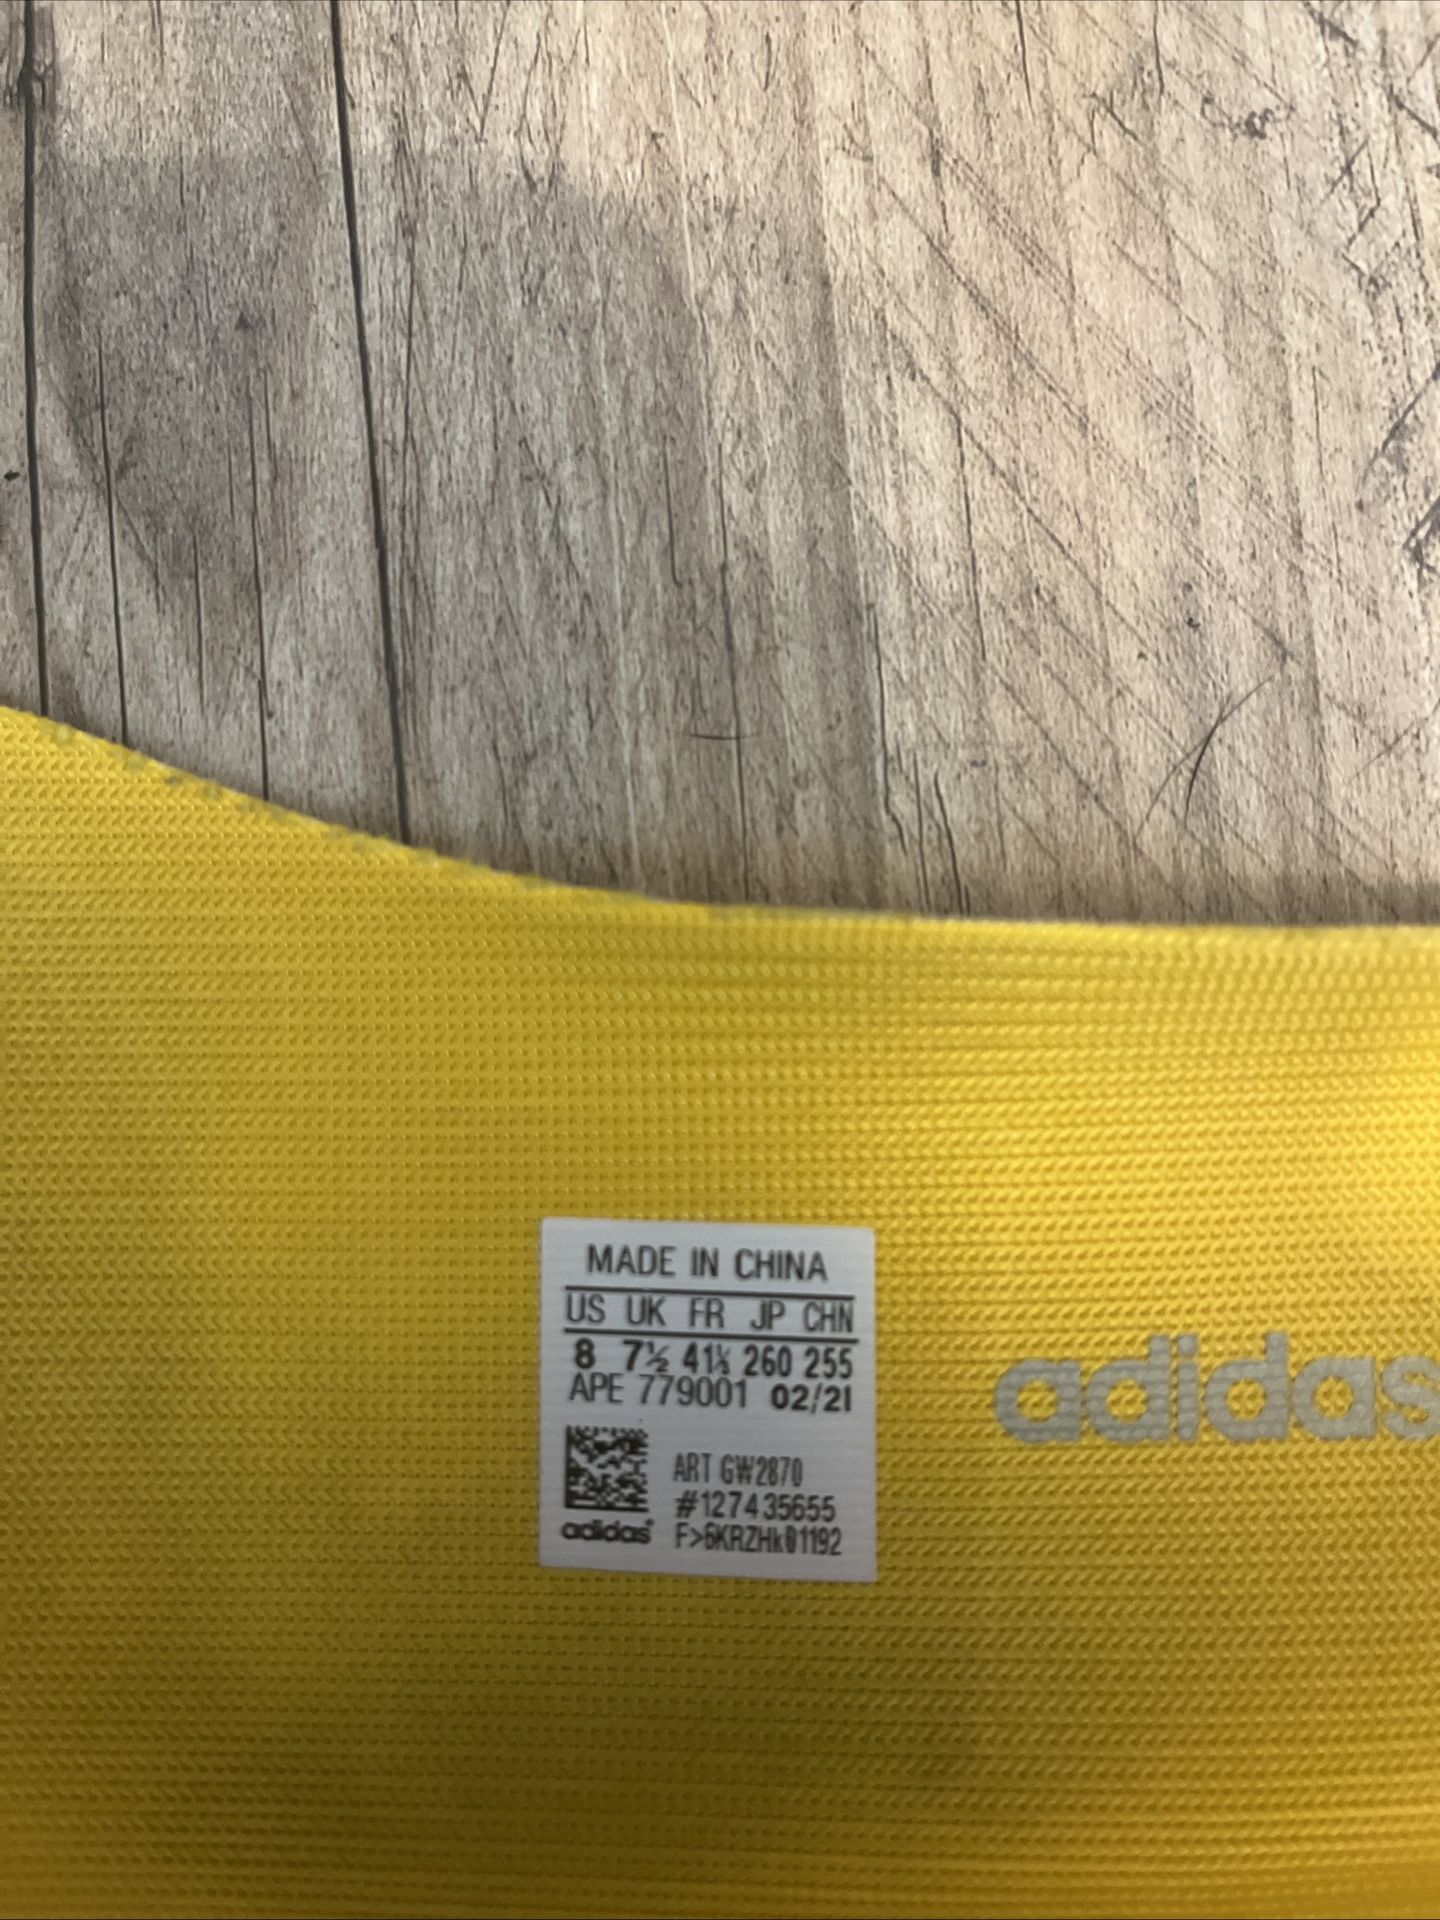 MADE IN CHINA
US UK FR JP CHN
8 7½ 41⅓ 260 255
APE 779001 02/21
ART GW2870
#127435655
F>6KRZHk01192
adidas
adidas